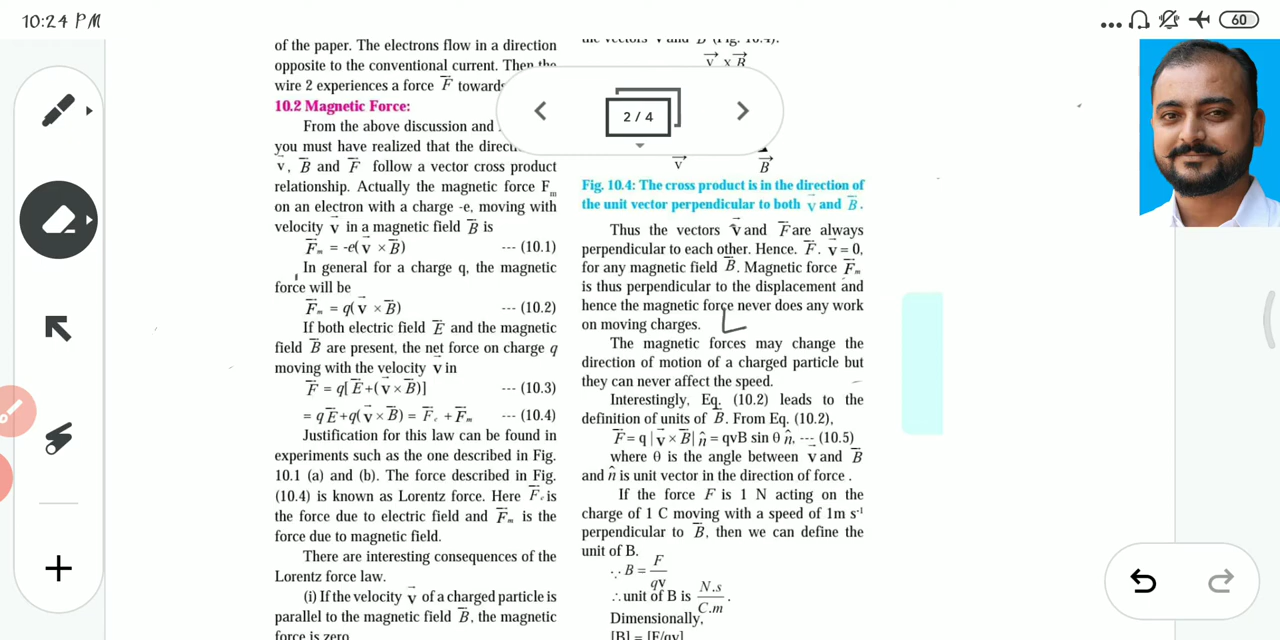 10:24 PM
60
of the paper. The electrons flow in a direction
opposite to the conventional current. Then the
wire 2 experiences a force F⃗ towards
10.2 Magnetic Force:
From the above discussion and
you must have realized that the direc
v⃗, B⃗ and F⃗ follow a vector cross product
relationship. Actually the magnetic force Fm
on an electron with a charge -e, moving with
velocity v⃗ in a magnetic field B⃗ is
F⃗m = -e(v⃗ × B⃗) --- (10.1)
In general for a charge q, the magnetic
force will be
F⃗m = q(v⃗ × B⃗) --- (10.2)
If both electric field E⃗ and the magnetic
field B⃗ are present, the net force on charge q
moving with the velocity v⃗ in
F⃗ = q[E⃗+(v⃗ × B⃗)] --- (10.3)
= qE⃗+q(v⃗ × B⃗) = F⃗e + F⃗m --- (10.4)
Justification for this law can be found in
experiments such as the one described in Fig.
10.1 (a) and (b). The force described in Fig.
(10.4) is known as Lorentz force. Here F⃗e is
the force due to electric field and F⃗m is the
force due to magnetic field.
There are interesting consequences of the
Lorentz force law.
(i) If the velocity v⃗ of a charged particle is
parallel to the magnetic field B⃗, the magnetic
force is zero.
the vectors v⃗ and B⃗ (Fig. 10.4).
v⃗ x B⃗
2 / 4
v⃗ B⃗
Fig. 10.4: The cross product is in the direction of
the unit vector perpendicular to both v⃗ and B⃗.
Thus the vectors v⃗ and F⃗ are always
perpendicular to each other. Hence. F⃗. v⃗ = 0,
for any magnetic field B⃗. Magnetic force F⃗m
is thus perpendicular to the displacement and
hence the magnetic force never does any work
on moving charges.
The magnetic forces may change the
direction of motion of a charged particle but
they can never affect the speed.
Interestingly, Eq. (10.2) leads to the
definition of units of B⃗. From Eq. (10.2),
F⃗ = q |v⃗ × B⃗| n̂ = qvB sin θ n̂, --- (10.5)
where θ is the angle between v⃗ and B⃗
and n̂ is unit vector in the direction of force .
If the force F is 1 N acting on the
charge of 1 C moving with a speed of 1m s⁻¹
perpendicular to B⃗, then we can define the
unit of B.
∵ B = F/qv
∴ unit of B is N.s/C.m .
Dimensionally,
[B] = [F/qv]